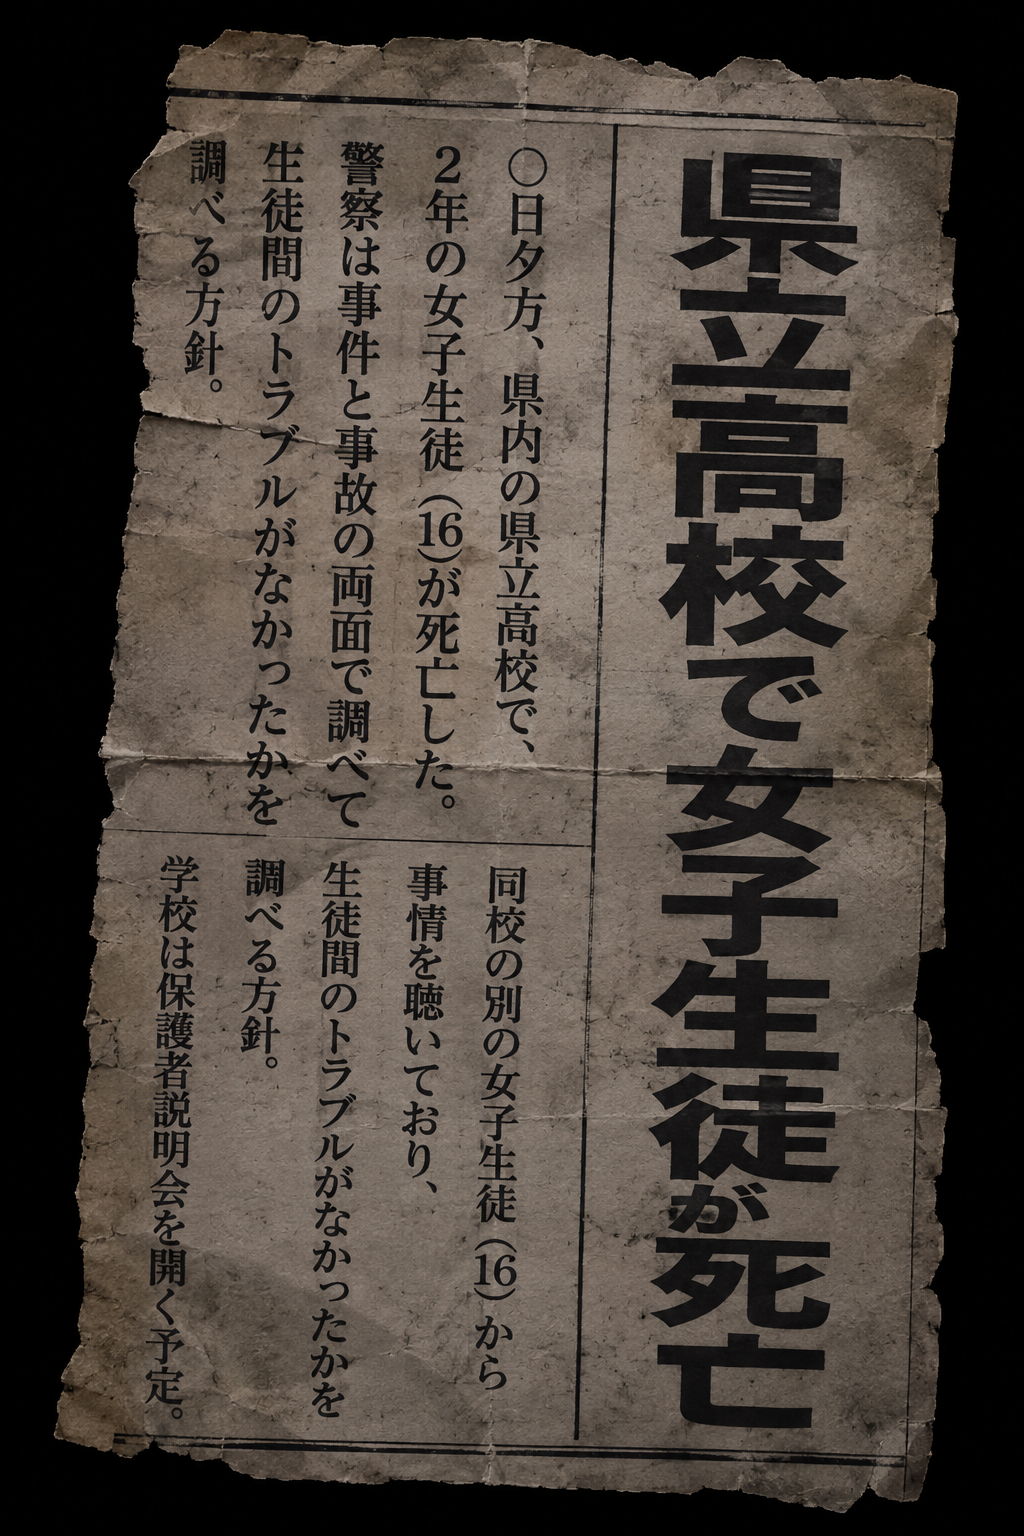 県立高校で女子生徒が死亡
〇日夕方、県内の県立高校で、
２年の女子生徒（16）が死亡した。
警察は事件と事故の両面で調べて
生徒間のトラブルがなかったかを
調べる方針。
同校の別の女子生徒（16）から
事情を聴いており、
生徒間のトラブルがなかったかを
調べる方針。
学校は保護者説明会を開く予定。